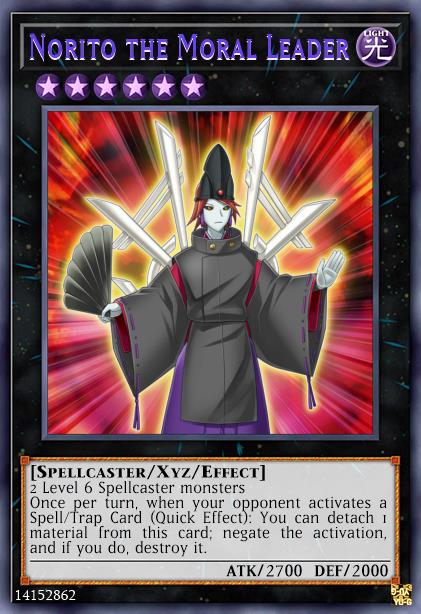 Norito the Moral Leader
LIGHT
光
[Spellcaster/Xyz/Effect]
2 Level 6 Spellcaster monsters
Once per turn, when your opponent activates a
Spell/Trap Card (Quick Effect): You can detach 1
material from this card; negate the activation,
and if you do, destroy it.
ATK/2700 DEF/2000
14152862